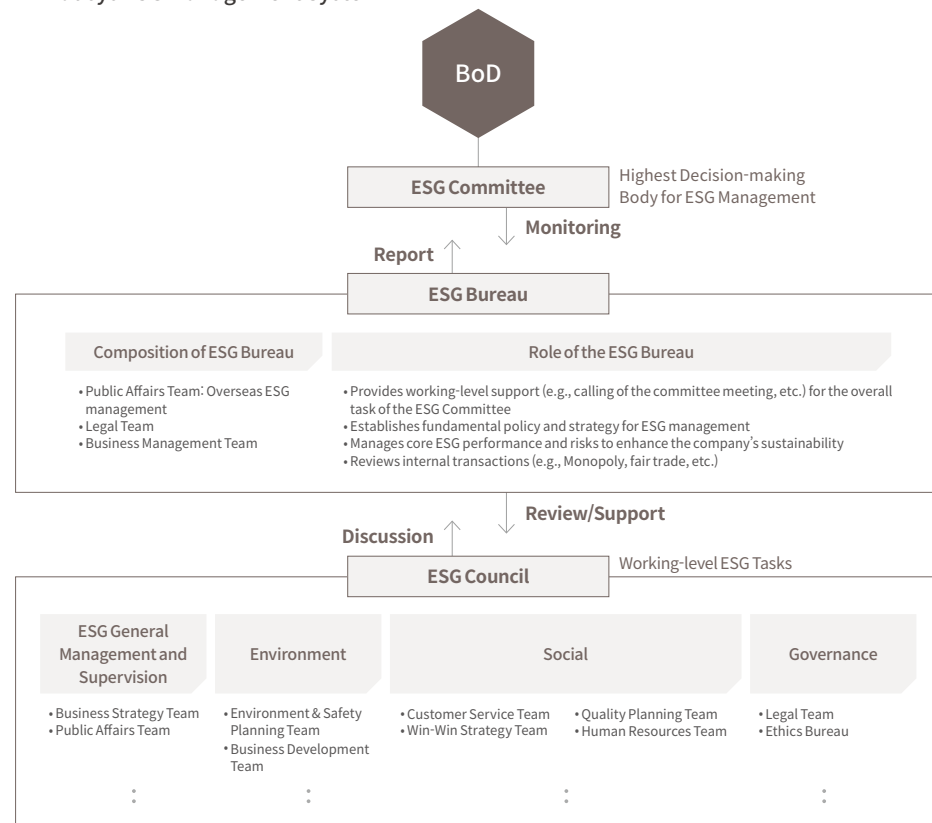 BoD
ESG Committee
Highest Decision-making
Body for ESG Management
Monitoring
Report
ESG Bureau
Composition of ESG Bureau
• Public Affairs Team: Overseas ESG
management
• Legal Team
• Business Management Team
Role of the ESG Bureau
• Provides working-level support (e.g., calling of the committee meeting, etc.) for the overall
task of the ESG Committee
• Establishes fundamental policy and strategy for ESG management
• Manages core ESG performance and risks to enhance the company's sustainability
• Reviews internal transactions (e.g., Monopoly, fair trade, etc.)
Review/Support
Discussion
ESG Council
Working-level ESG Tasks
ESG General
Management and
Supervision
• Business Strategy Team
• Public Affairs Team
:
Environment
• Environment & Safety
Planning Team
• Business Development
Team
:
Social
• Customer Service Team
• Win-Win Strategy Team
• Quality Planning Team
• Human Resources Team
:
Governance
• Legal Team
• Ethics Bureau
: